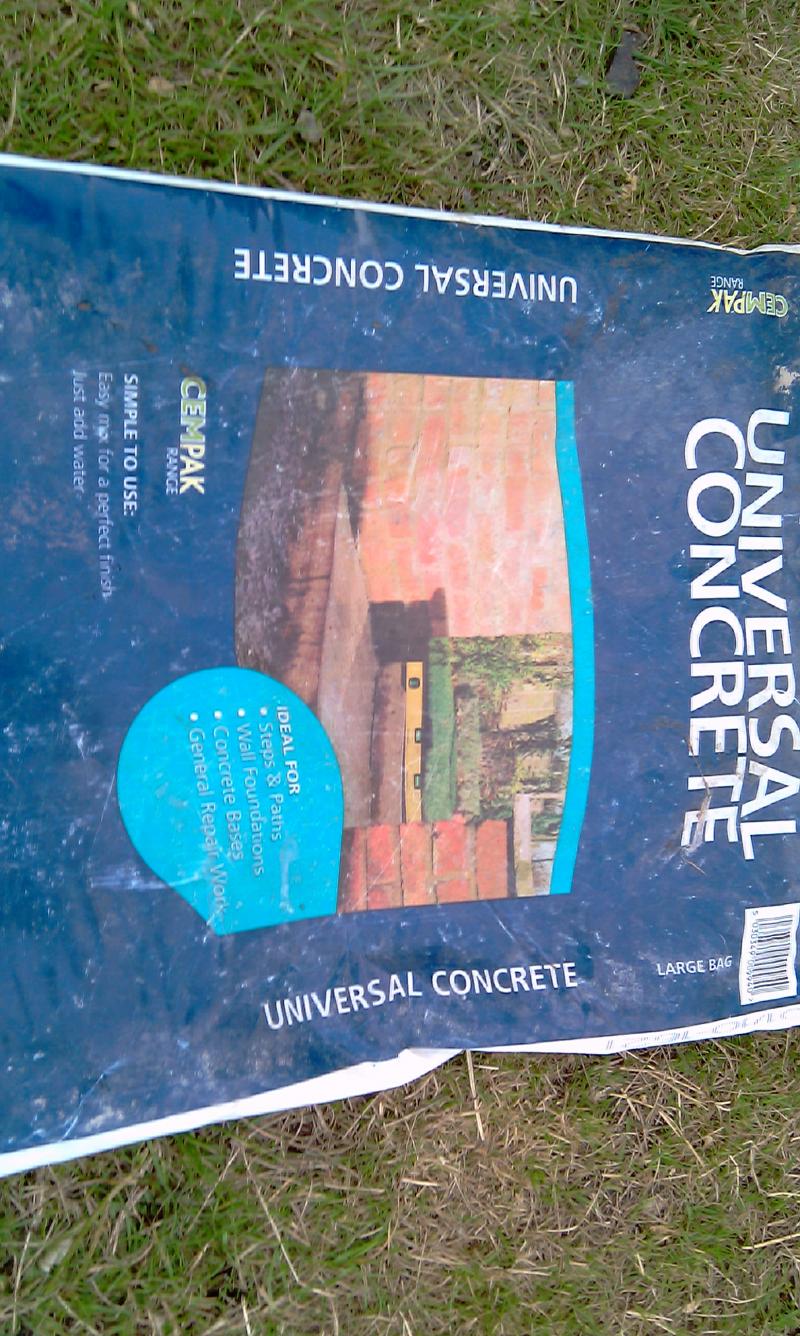 UNIVERSAL
CONCRETE
LARGE BAG
CEMPAK
RANGE
UNIVERSAL CONCRETE
UNIVERSAL CONCRETE
IDEAL FOR
• Steps & Paths
• Wall Foundations
• Concrete Bases
• General Repair Work
CEMPAK
RANGE
SIMPLE TO USE:
Easy mix for a perfect finish.
Just add water.